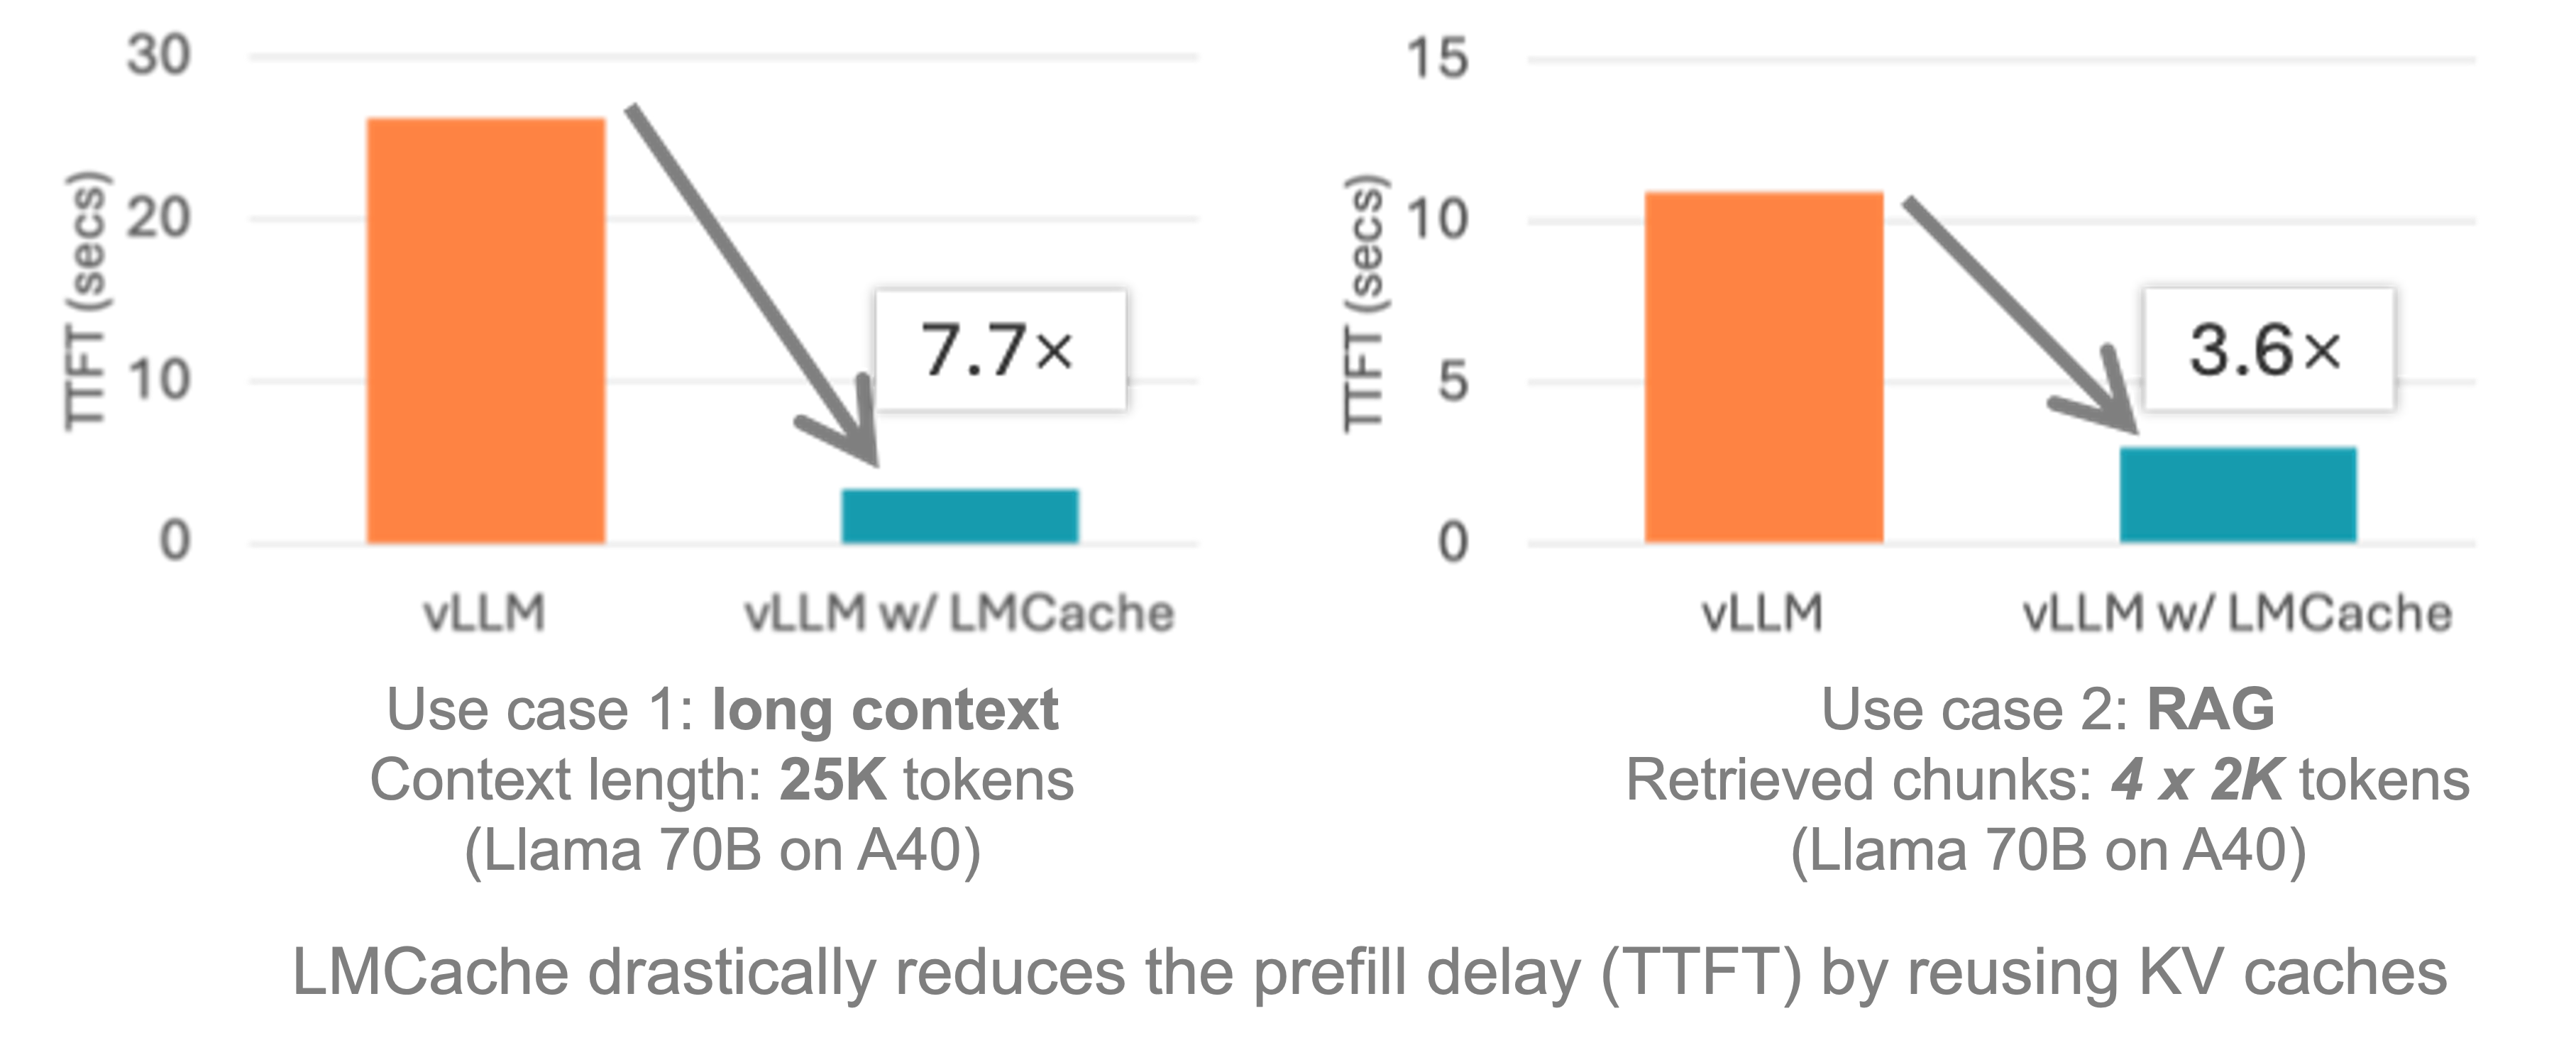 30
20
10
0
TTFT (secs)
7.7×
vLLM
vLLM w/ LMCache
Use case 1: long context
Context length: 25K tokens
(Llama 70B on A40)
15
10
5
0
TTFT (secs)
3.6×
vLLM
vLLM w/ LMCache
Use case 2: RAG
Retrieved chunks: 4 x 2K tokens
(Llama 70B on A40)
LMCache drastically reduces the prefill delay (TTFT) by reusing KV caches